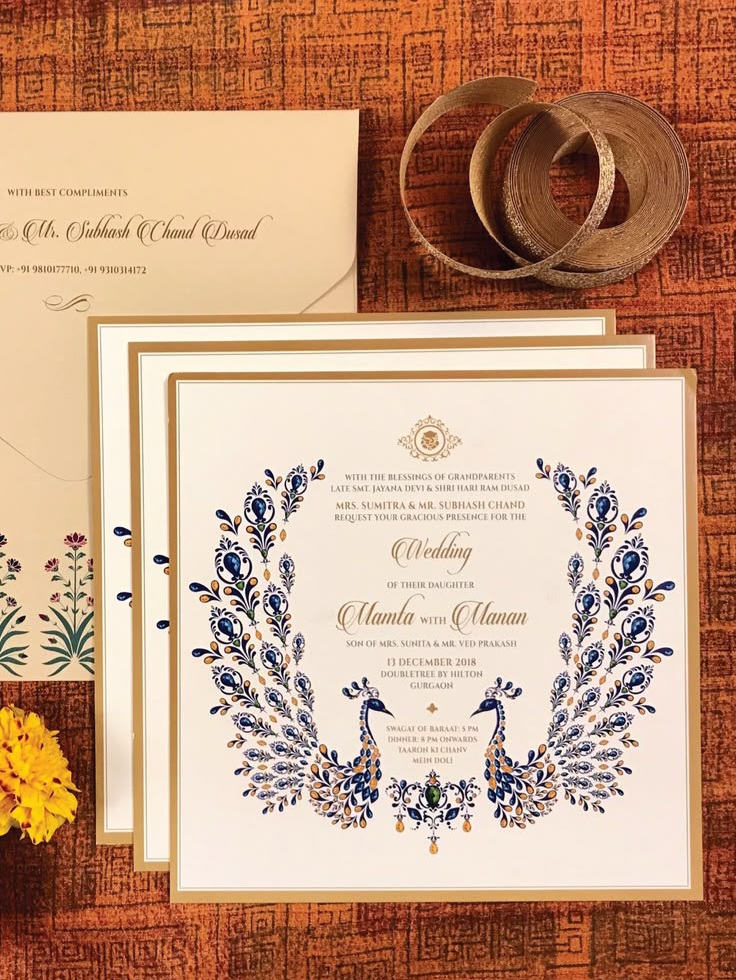 WITH BEST COMPLIMENTS
& Mr. Subhash Chand Dusad
VP: +91 9810177710, +91 9310314172
WITH THE BLESSINGS OF GRANDPARENTS
LATE SMT. JAYANA DEVI & SHRI HARI RAM DUSAD
MRS. SUMITRA & MR. SUBHASH CHAND
REQUEST YOUR GRACIOUS PRESENCE FOR THE
Wedding
OF THEIR DAUGHTER
Mamta WITH Manan
SON OF MRS. SUNITA & MR. VED PRAKASH
13 DECEMBER 2018
DOUBLETREE BY HILTON
GURGAON
SWAGAT OF BARAAT: 5 PM
DINNER: 8 PM ONWARDS
TAARON KI CHANV
MEIN DOLI